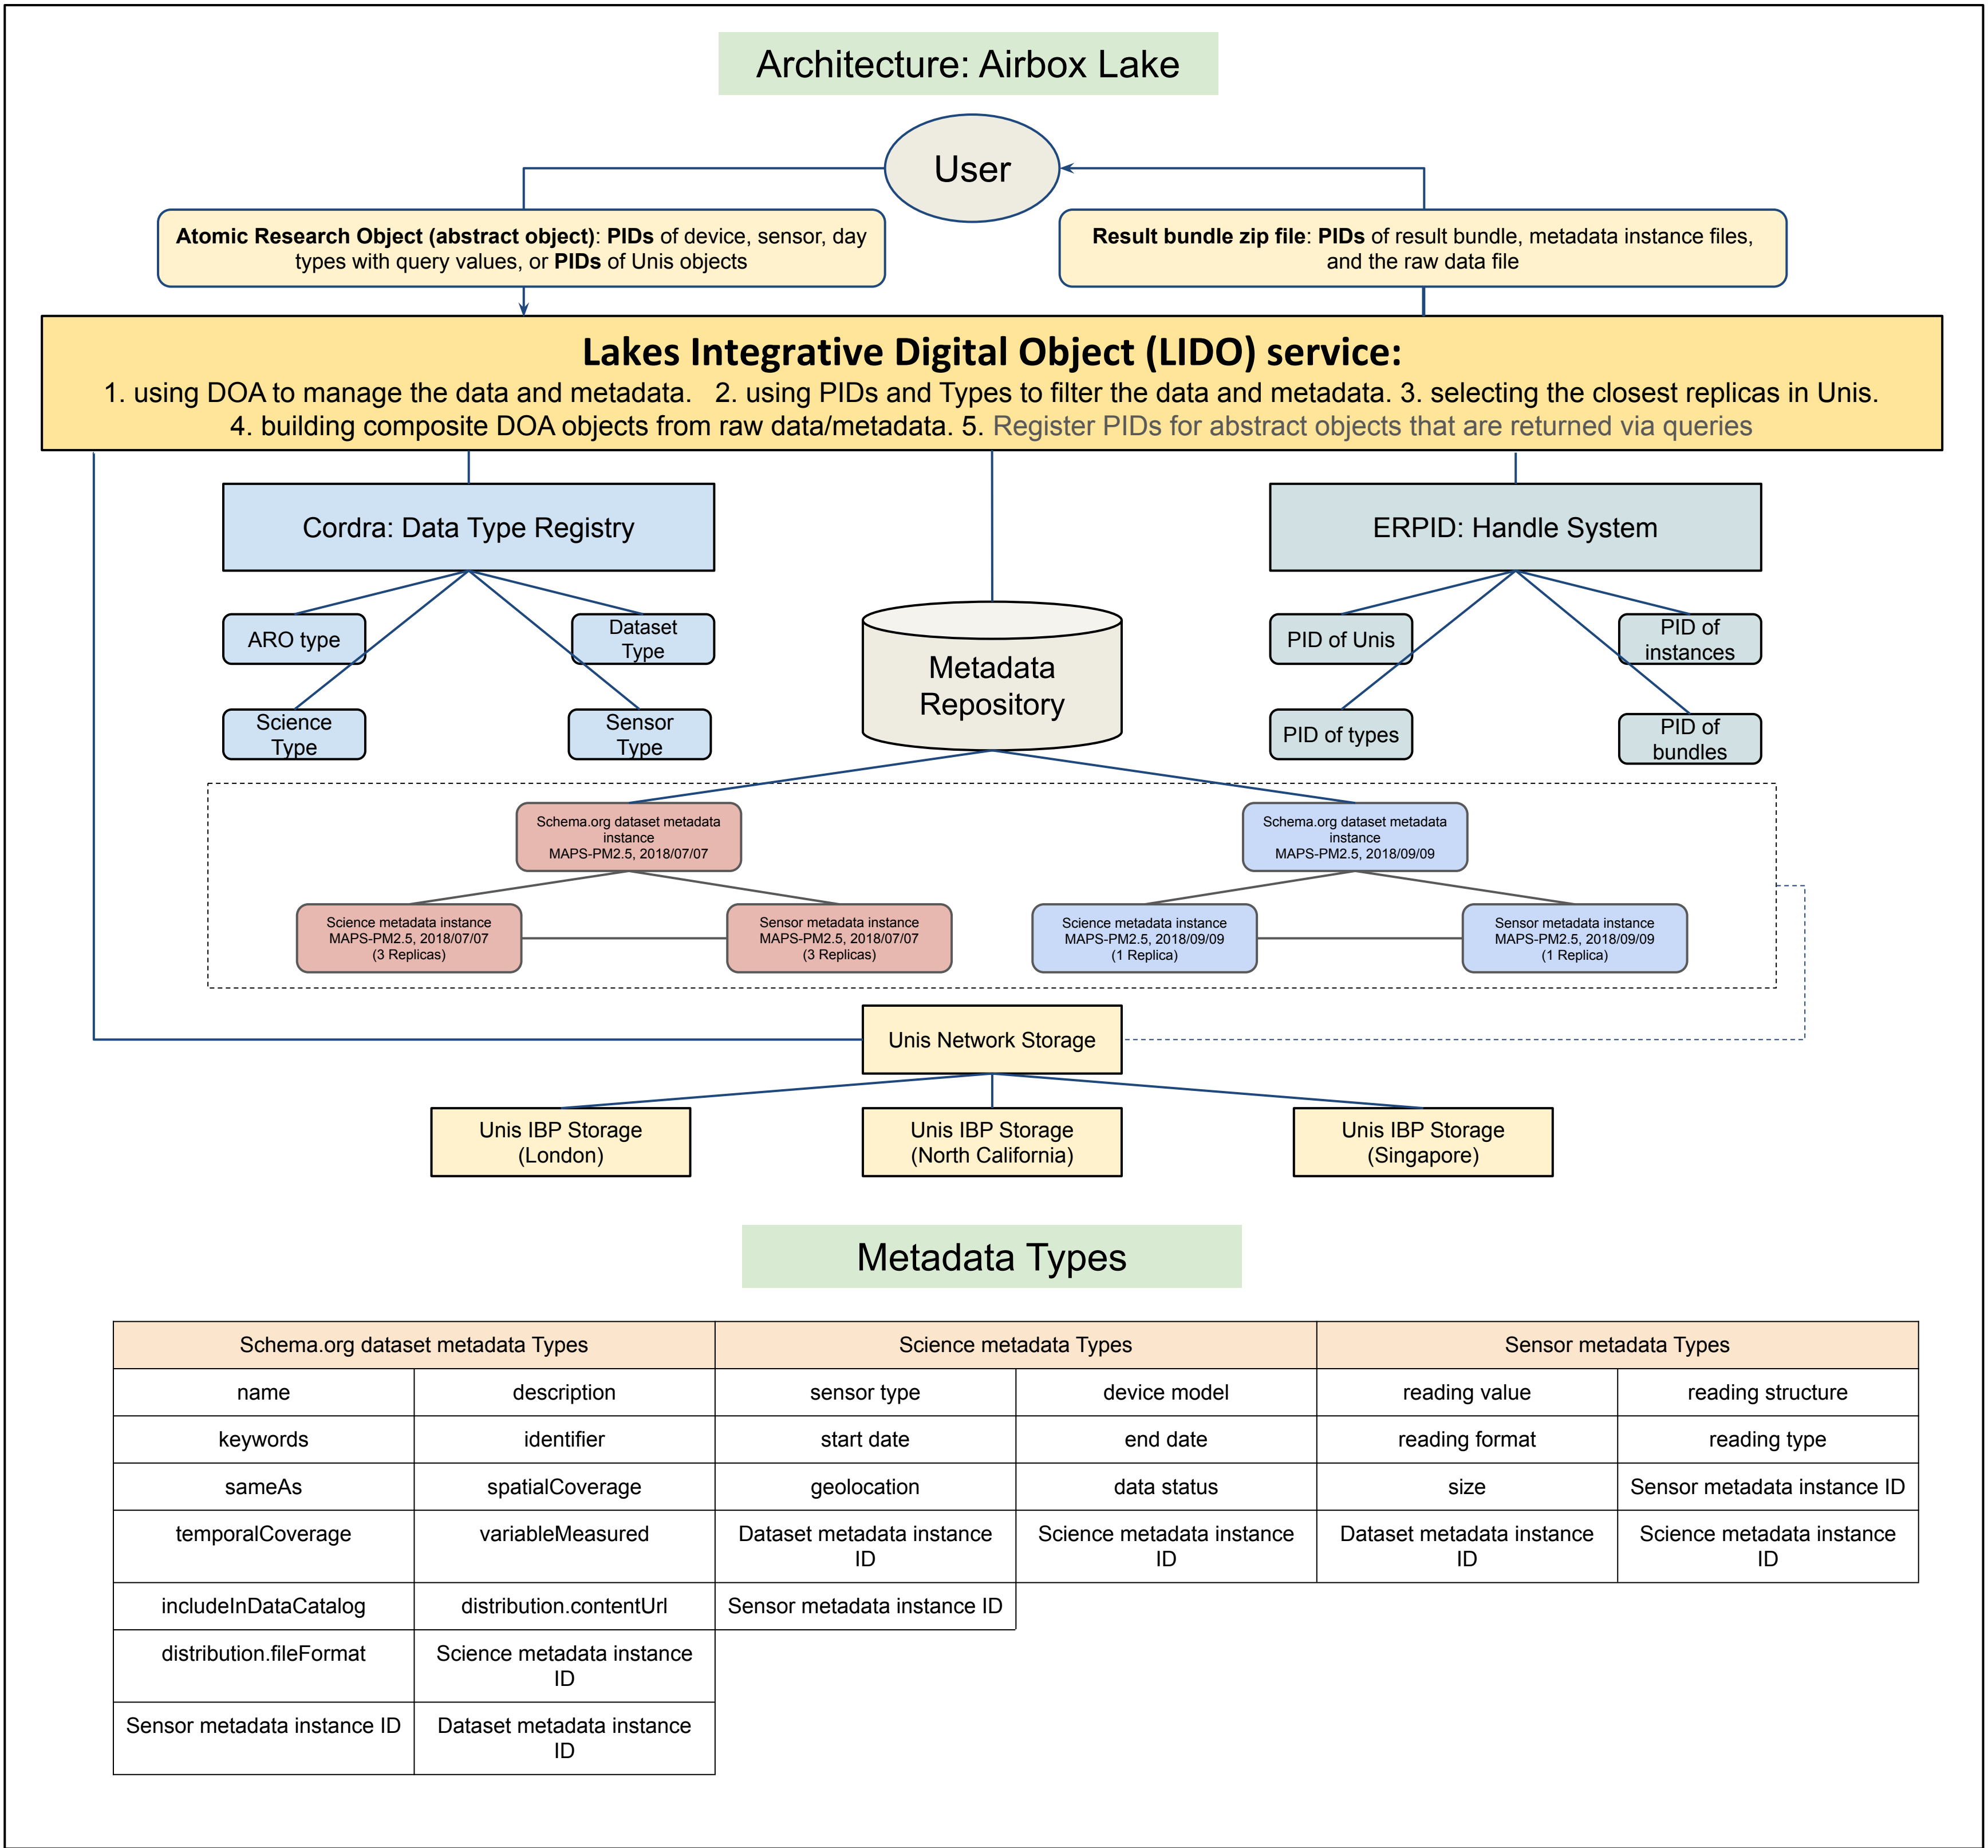 Architecture: Airbox Lake
User
Atomic Research Object (abstract object): PIDs of device, sensor, day
types with query values, or PIDs of Unis objects
Result bundle zip file: PIDs of result bundle, metadata instance files,
and the raw data file
Lakes Integrative Digital Object (LIDO) service:
1. using DOA to manage the data and metadata. 2. using PIDs and Types to filter the data and metadata. 3. selecting the closest replicas in Unis.
4. building composite DOA objects from raw data/metadata. 5. Register PIDs for abstract objects that are returned via queries
Cordra: Data Type Registry
ERPID: Handle System
ARO type
Dataset
Type
Science
Type
Sensor
Type
Metadata
Repository
PID of Unis
PID of
instances
PID of types
PID of
bundles
Schema.org dataset metadata
instance
MAPS-PM2.5, 2018/07/07
Schema.org dataset metadata
instance
MAPS-PM2.5, 2018/09/09
Science metadata instance
MAPS-PM2.5, 2018/07/07
(3 Replicas)
Sensor metadata instance
MAPS-PM2.5, 2018/07/07
(3 Replicas)
Science metadata instance
MAPS-PM2.5, 2018/09/09
(1 Replica)
Sensor metadata instance
MAPS-PM2.5, 2018/09/09
(1 Replica)
Unis Network Storage
Unis IBP Storage
(London)
Unis IBP Storage
(North California)
Unis IBP Storage
(Singapore)
Metadata Types
Schema.org dataset metadata Types
Science metadata Types
Sensor metadata Types
name
description
sensor type
device model
reading value
reading structure
keywords
identifier
start date
end date
reading format
reading type
sameAs
spatialCoverage
geolocation
data status
size
Sensor metadata instance ID
temporalCoverage
variableMeasured
Dataset metadata instance
ID
Science metadata instance
ID
Dataset metadata instance
ID
Science metadata instance
ID
includeInDataCatalog
distribution.contentUrl
Sensor metadata instance ID
distribution.fileFormat
Science metadata instance
ID
Sensor metadata instance ID
Dataset metadata instance
ID